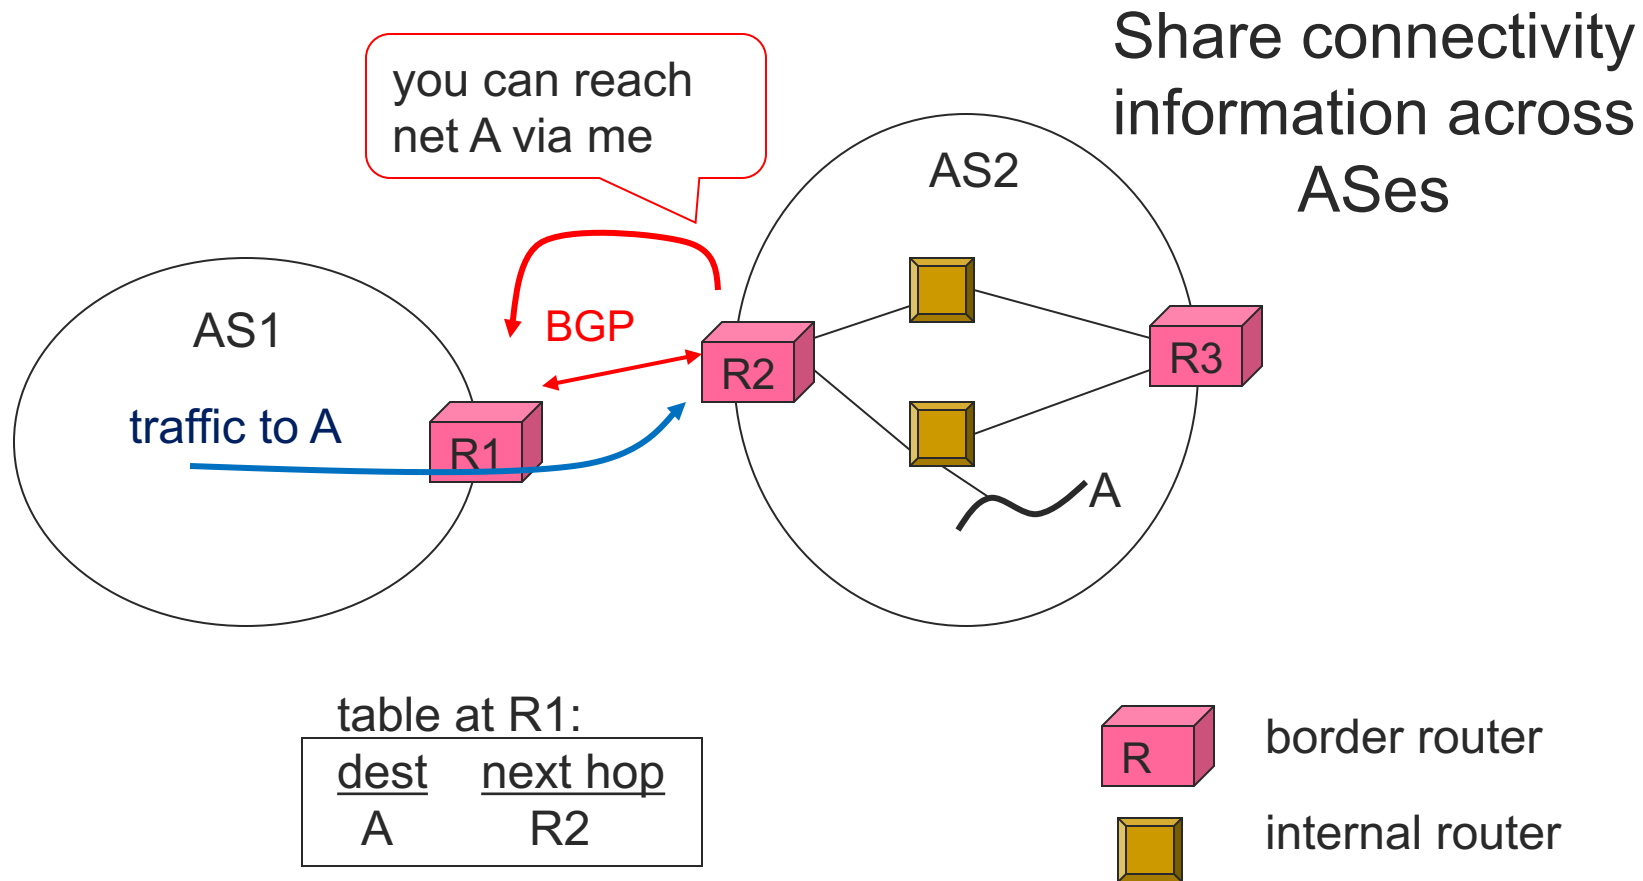 Share connectivity
information across
ASes
you can reach
net A via me
AS2
AS1
BGP
R2
R3
traffic to A
R1
A
table at R1:
dest next hop
A R2
R border router
internal router